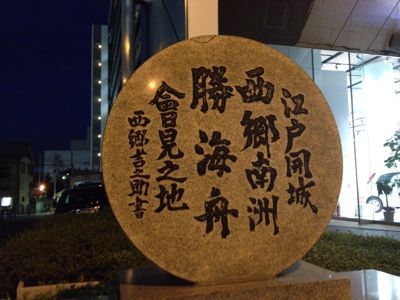 江戸開城
西郷南洲
勝海舟
會見之地
西郷吉之助書